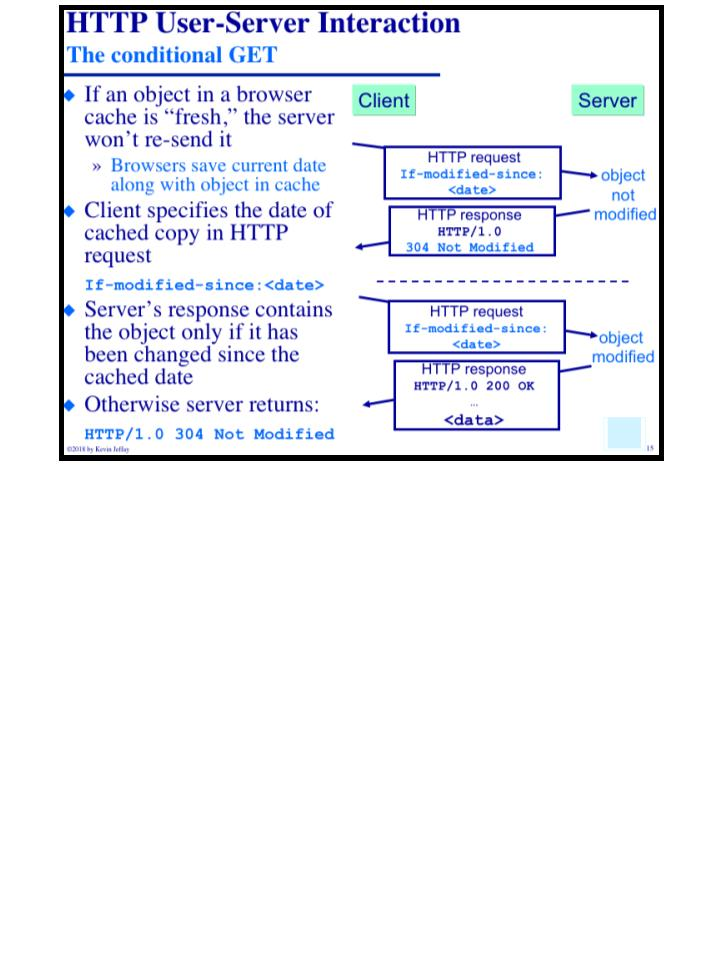 HTTP User-Server Interaction
The conditional GET
◆ If an object in a browser
cache is “fresh,” the server
won’t re-send it
» Browsers save current date
along with object in cache
◆ Client specifies the date of
cached copy in HTTP
request
If-modified-since:<date>
◆ Server’s response contains
the object only if it has
been changed since the
cached date
◆ Otherwise server returns:
HTTP/1.0 304 Not Modified
Client
Server
HTTP request
If-modified-since:
<date>
object
not
modified
HTTP response
HTTP/1.0
304 Not Modified
HTTP request
If-modified-since:
<date>
object
modified
HTTP response
HTTP/1.0 200 OK
...
<data>
©2018 by Kevin Jeffay
15